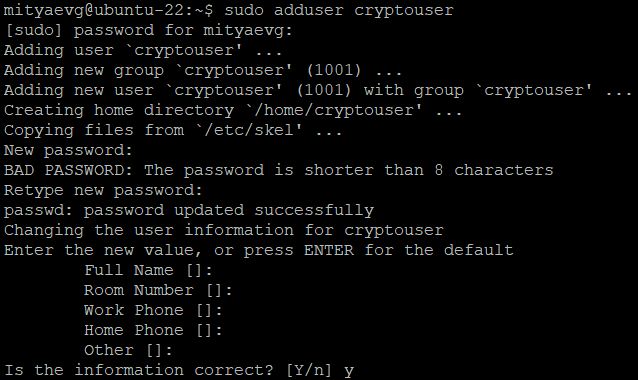 mityaevg@ubuntu-22:~$ sudo adduser cryptouser
[sudo] password for mityaevg:
Adding user `cryptouser' ...
Adding new group `cryptouser' (1001) ...
Adding new user `cryptouser' (1001) with group `cryptouser' ...
Creating home directory `/home/cryptouser' ...
Copying files from `/etc/skel' ...
New password:
BAD PASSWORD: The password is shorter than 8 characters
Retype new password:
passwd: password updated successfully
Changing the user information for cryptouser
Enter the new value, or press ENTER for the default
        Full Name []:
        Room Number []:
        Work Phone []:
        Home Phone []:
        Other []:
Is the information correct? [Y/n] y